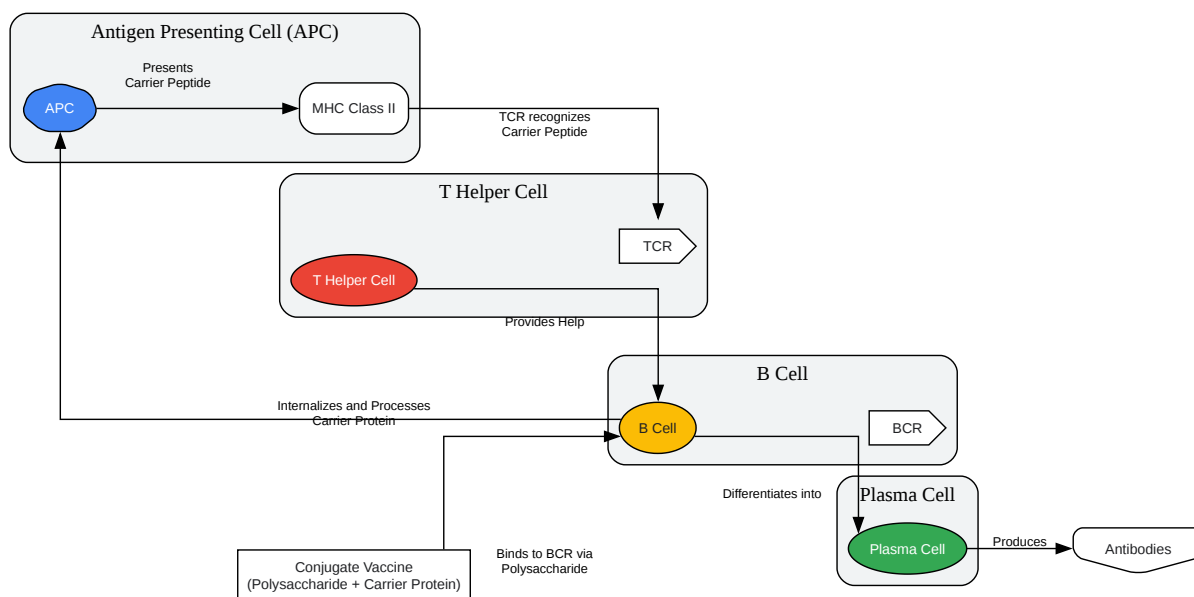 Antigen Presenting Cell (APC)
Presents
Carrier Peptide
APC
MHC Class II
TCR recognizes
Carrier Peptide
T Helper Cell
TCR
T Helper Cell
Provides Help
B Cell
Internalizes and Processes
Carrier Protein
B Cell
BCR
Differentiates into
Plasma Cell
Plasma Cell
Produces
Antibodies
Binds to BCR via
Polysaccharide
Conjugate Vaccine
(Polysaccharide + Carrier Protein)